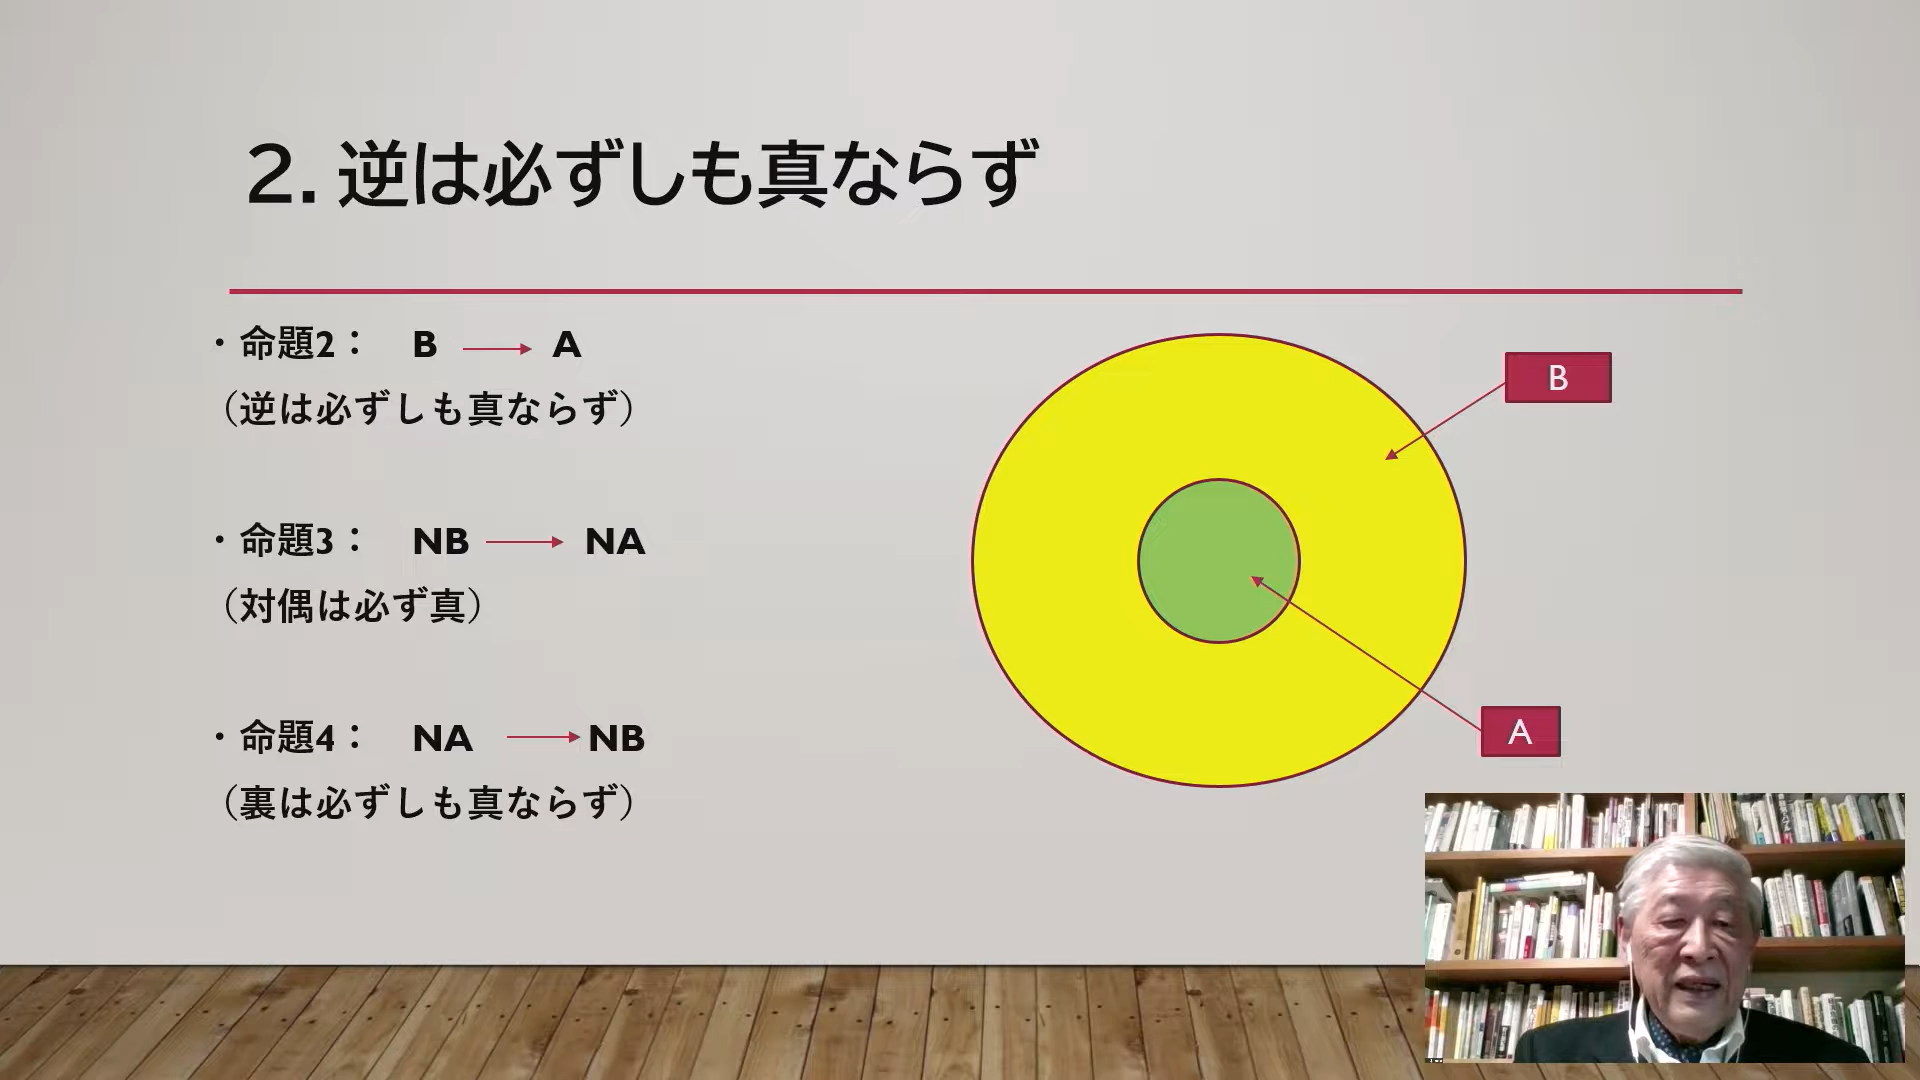 2. 逆は必ずしも真ならず
・命題2： B → A
（逆は必ずしも真ならず）
・命題3： NB → NA
（対偶は必ず真）
・命題4： NA → NB
（裏は必ずしも真ならず）
B
A